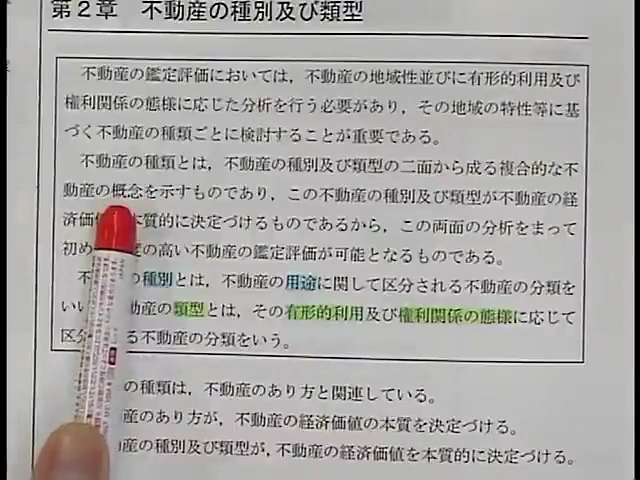 第２章　不動産の種別及び類型
不動産の鑑定評価においては，不動産の地域性並びに有形的利用及び
権利関係の態様に応じた分析を行う必要があり，その地域の特性等に基
づく不動産の種類ごとに検討することが重要である。
不動産の種類とは，不動産の種別及び類型の二面から成る複合的な不
動産の概念を示すものであり，この不動産の種別及び類型が不動産の経
済価 本質的に決定づけるものであるから，この両面の分析をまって
初め 度の高い不動産の鑑定評価が可能となるものである。
不 の種別とは，不動産の用途に関して区分される不動産の分類を
いい 動産の類型とは，その有形的利用及び権利関係の態様に応じて
区分 る不動産の分類をいう。
の種類は，不動産のあり方と関連している。
産のあり方が，不動産の経済価値の本質を決定づける。
産の種別及び類型が，不動産の経済価値を本質的に決定づける。